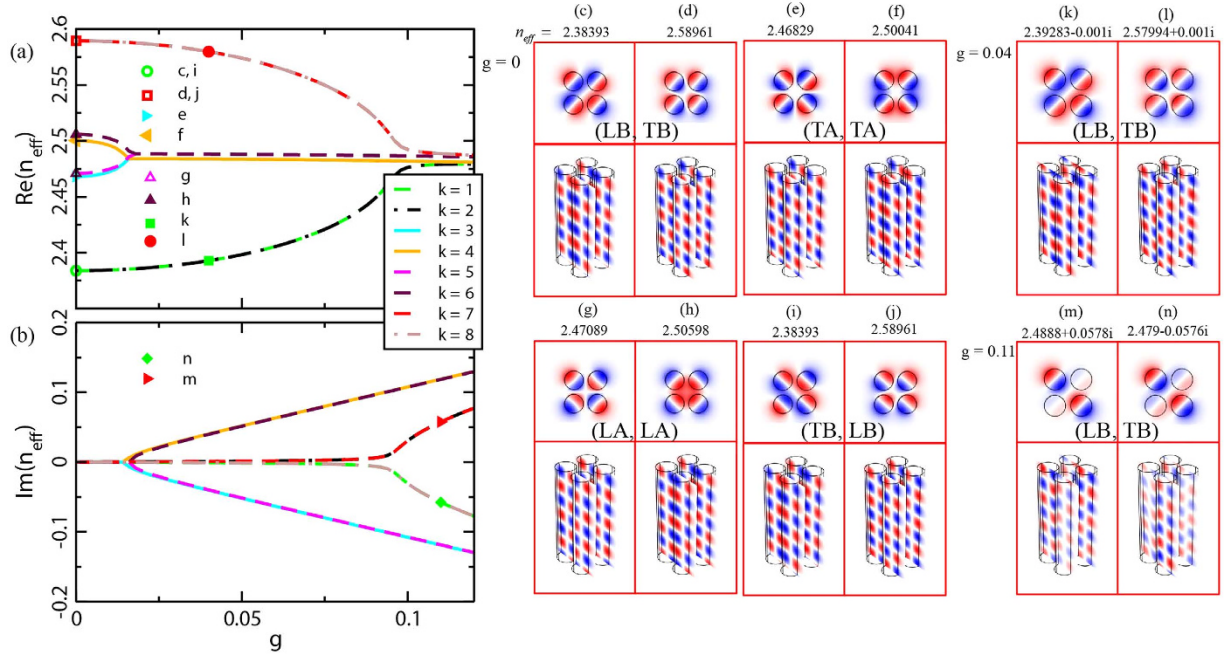 (a)
2.6
2.55
2.55
2.45
2.4
Re(n_eff)
c, i
d, j
e
f
g
h
k
l
k = 1
k = 2
k = 3
k = 4
k = 5
k = 6
k = 7
k = 8
(b)
0.2
0.1
0
-0.1
-0.2
Im(n_eff)
n
m
0 0.05 0.1
g
(c) (d) (e) (f)
n_eff = 2.38393 2.58961 2.46829 2.50041
g = 0
(LB, TB) (TA, TA)
(g) (h) (i) (j)
2.47089 2.50598 2.38393 2.58961
(LA, LA) (TB, LB)
(k) (l)
2.39283-0.001i 2.57994+0.001i
g = 0.04
(LB, TB)
(m) (n)
2.4888+0.0578i 2.479-0.0576i
g = 0.11
(LB, TB)